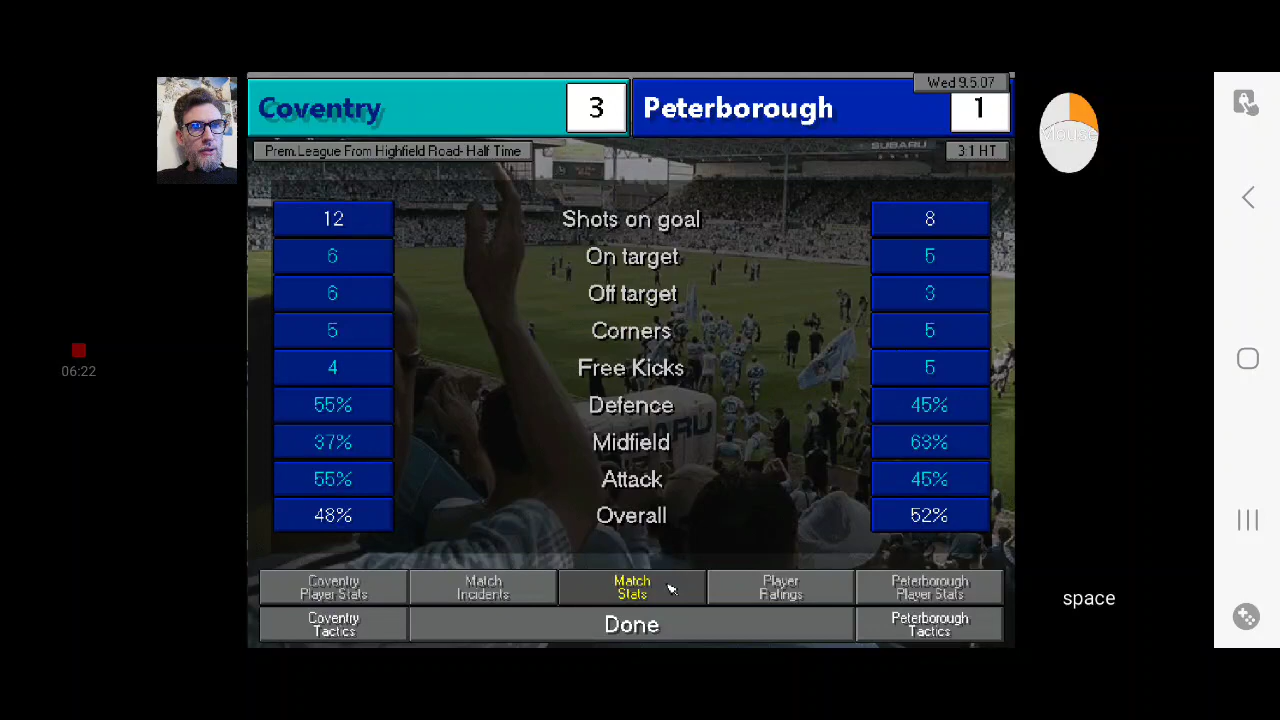 Wed 9.5.07
Coventry 3 Peterborough 1
Prem.League From Highfield Road- Half Time 3 1 HT
SUBARU
Mouse
12 Shots on goal 8
6 On target 5
6 Off target 3
5 Corners 5
4 Free Kicks 5
55% Defence 45%
37% Midfield 63%
55% Attack 45%
48% Overall 52%
SUBARU
06:22
Coventry Player Stats
Match Incidents
Match Stats
Player Ratings
Peterborough Player Stats
Coventry Tactics
Done
Peterborough Tactics
space